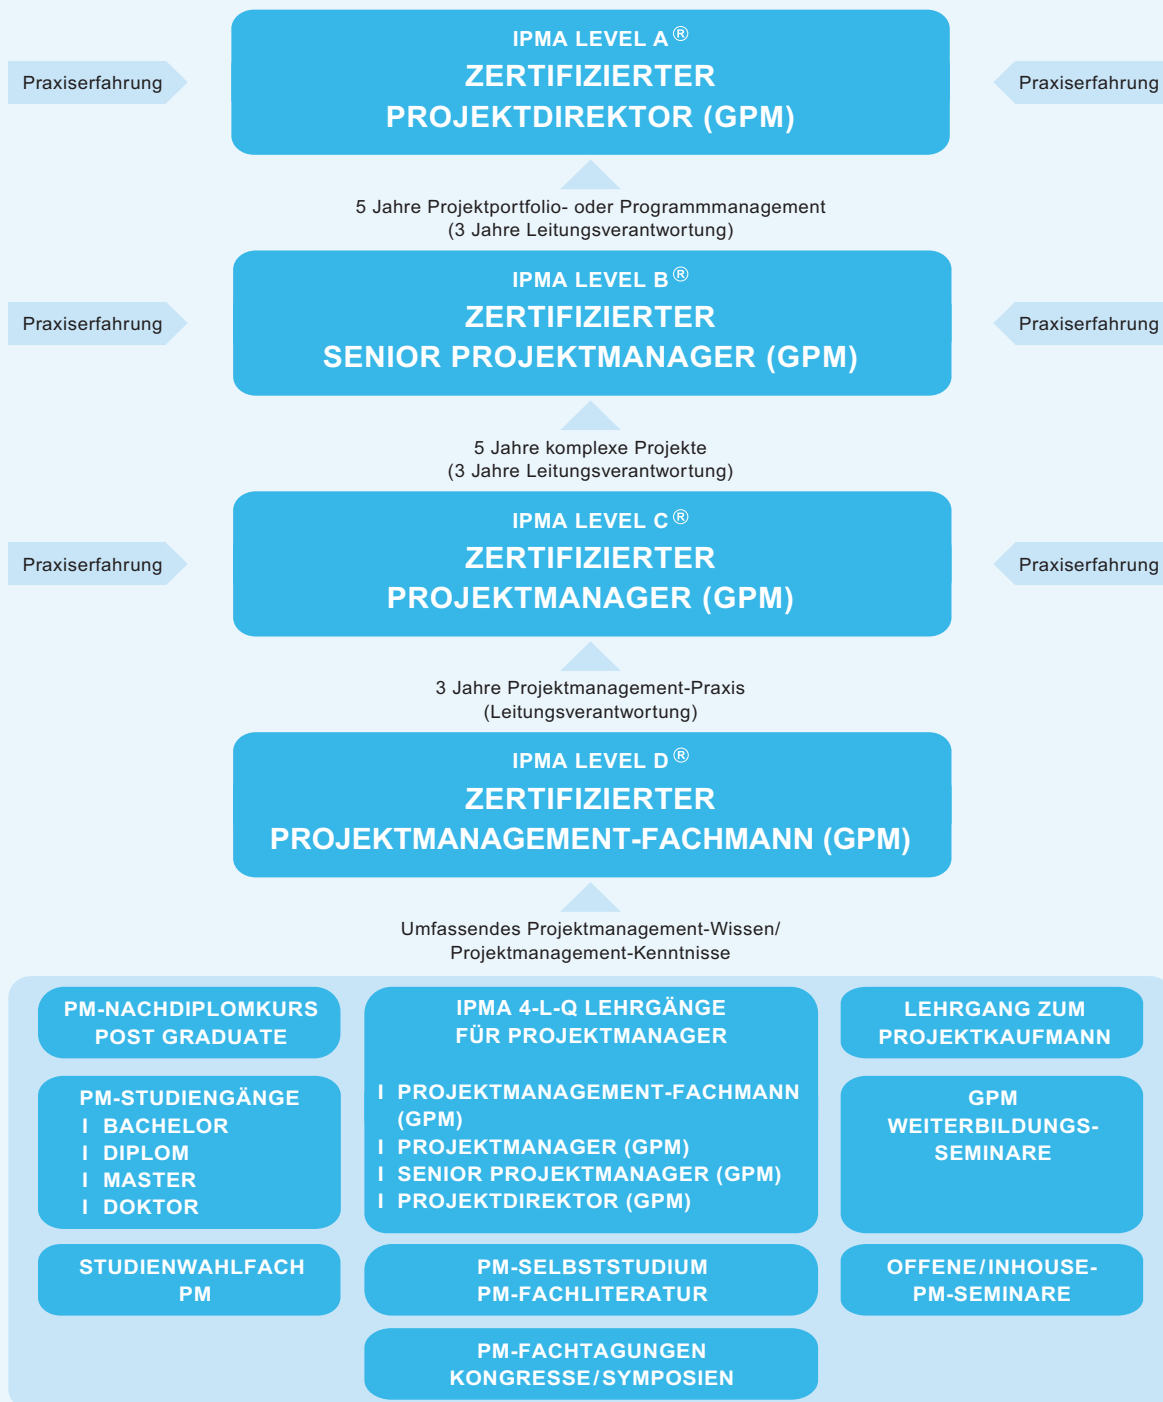 IPMA LEVEL A®
ZERTIFIZIERTER
PROJEKTDIREKTOR (GPM)
Praxiserfahrung
Praxiserfahrung
5 Jahre Projektportfolio- oder Programmmanagement
(3 Jahre Leitungsverantwortung)
IPMA LEVEL B®
ZERTIFIZIERTER
SENIOR PROJEKTMANAGER (GPM)
Praxiserfahrung
Praxiserfahrung
5 Jahre komplexe Projekte
(3 Jahre Leitungsverantwortung)
IPMA LEVEL C®
ZERTIFIZIERTER
PROJEKTMANAGER (GPM)
Praxiserfahrung
Praxiserfahrung
3 Jahre Projektmanagement-Praxis
(Leitungsverantwortung)
IPMA LEVEL D®
ZERTIFIZIERTER
PROJEKTMANAGEMENT-FACHMANN (GPM)
Umfassendes Projektmanagement-Wissen/
Projektmanagement-Kenntnisse
PM-NACHDIPLOMKURS
POST GRADUATE
PM-STUDIENGÄNGE
I BACHELOR
I DIPLOM
I MASTER
I DOKTOR
STUDIENWAHLFACH
PM
IPMA 4-L-Q LEHRGÄNGE
FÜR PROJEKTMANAGER
I PROJEKTMANAGEMENT-FACHMANN
(GPM)
I PROJEKTMANAGER (GPM)
I SENIOR PROJEKTMANAGER (GPM)
I PROJEKTDIREKTOR (GPM)
PM-SELBSTSTUDIUM
PM-FACHLITERATUR
PM-FACHTAGUNGEN
KONGRESSE/SYMPOSIEN
LEHRGANG ZUM
PROJEKTKAUFMANN
GPM
WEITERBILDUNGS-
SEMINARE
OFFENE/INHOUSE-
PM-SEMINARE